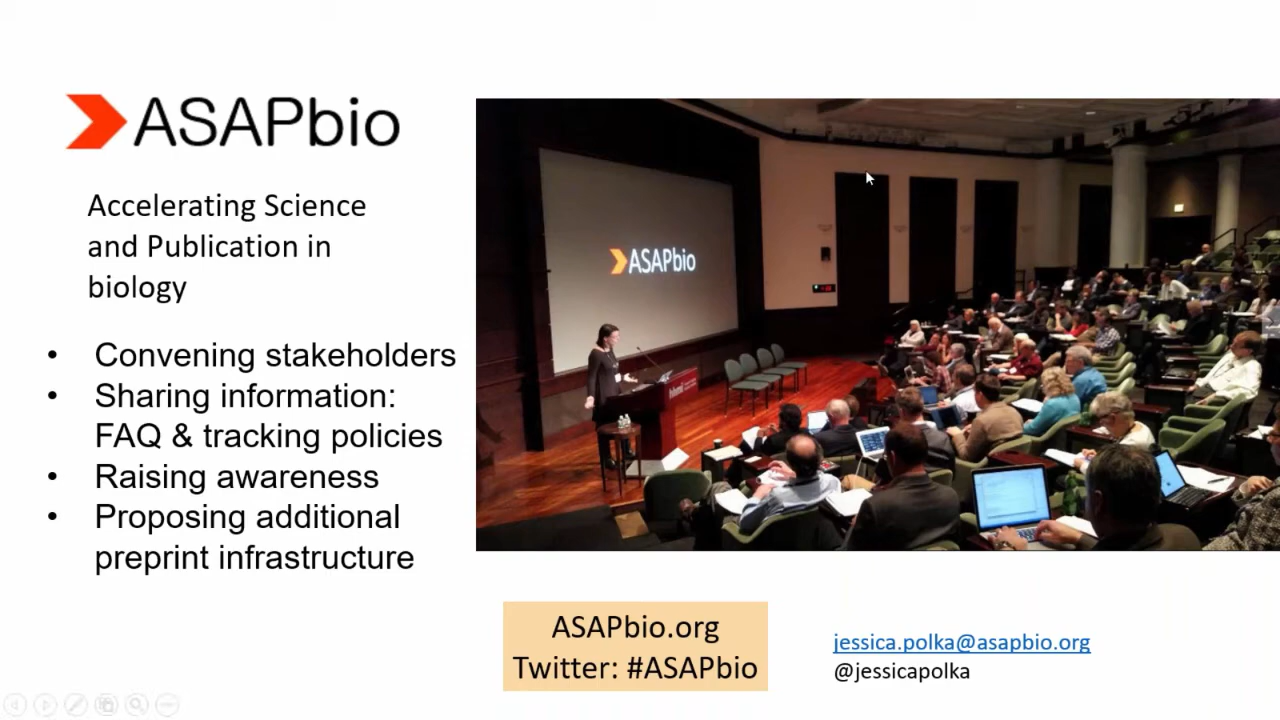 ASAPbio
Accelerating Science
and Publication in
biology
• Convening stakeholders
• Sharing information:
FAQ & tracking policies
• Raising awareness
• Proposing additional
preprint infrastructure
ASAPbio
ASAPbio.org
Twitter: #ASAPbio
jessica.polka@asapbio.org
@jessicapolka